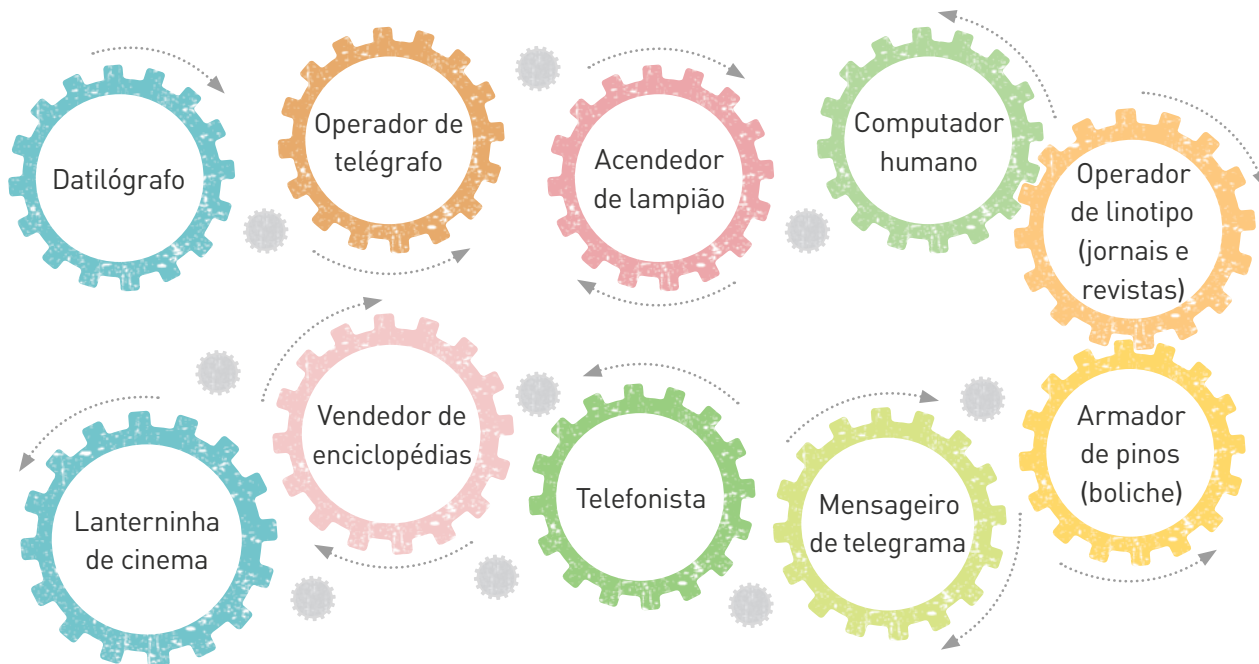 Datilógrafo
Operador de
telégrafo
Acendedor
de lampião
Computador
humano
Operador
de linotipo
(jornais e
revistas)
Lanterninha
de cinema
Vendedor de
enciclopédias
Telefonista
Mensageiro
de telegrama
Armador
de pinos
(boliche)